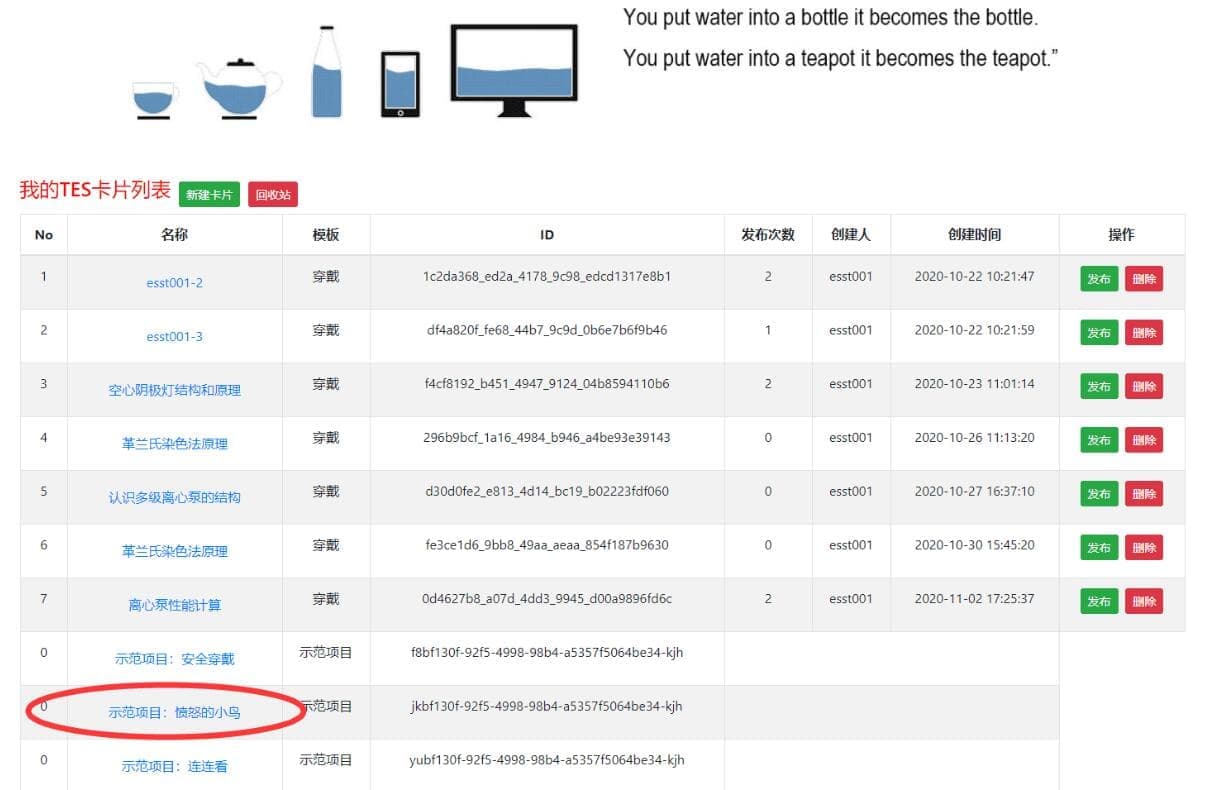 You put water into a bottle it becomes the bottle.
You put water into a teapot it becomes the teapot.”
我的TES卡片列表 新建卡片 回收站
No 名称 模板 ID 发布次数 创建人 创建时间 操作
1 esst001-2 穿戴 1c2da368_ed2a_4178_9c98_edcd1317e8b1 2 esst001 2020-10-22 10:21:47 发布 删除
2 esst001-3 穿戴 df4a820f_fe68_44b7_9c9d_0b6e7b6f9b46 1 esst001 2020-10-22 10:21:59 发布 删除
3 空心阴极灯结构和原理 穿戴 f4cf8192_b451_4947_9124_04b8594110b6 2 esst001 2020-10-23 11:01:14 发布 删除
4 革兰氏染色法原理 穿戴 296b9bcf_1a16_4984_b946_a4be93e39143 0 esst001 2020-10-26 11:13:20 发布 删除
5 认识多级离心泵的结构 穿戴 d30d0fe2_e813_4d14_bc19_b02223fdf060 0 esst001 2020-10-27 16:37:10 发布 删除
6 革兰氏染色法原理 穿戴 fe3ce1d6_9bb8_49aa_aeaa_854f187b9630 0 esst001 2020-10-30 15:45:20 发布 删除
7 离心泵性能计算 穿戴 0d4627b8_a07d_4dd3_9945_d00a9896fd6c 2 esst001 2020-11-02 17:25:37 发布 删除
0 示范项目：安全穿戴 示范项目 f8bf130f-92f5-4998-98b4-a5357f5064be34-kjh
0 示范项目：愤怒的小鸟 示范项目 jkbf130f-92f5-4998-98b4-a5357f5064be34-kjh
0 示范项目：连连看 示范项目 yubf130f-92f5-4998-98b4-a5357f5064be34-kjh